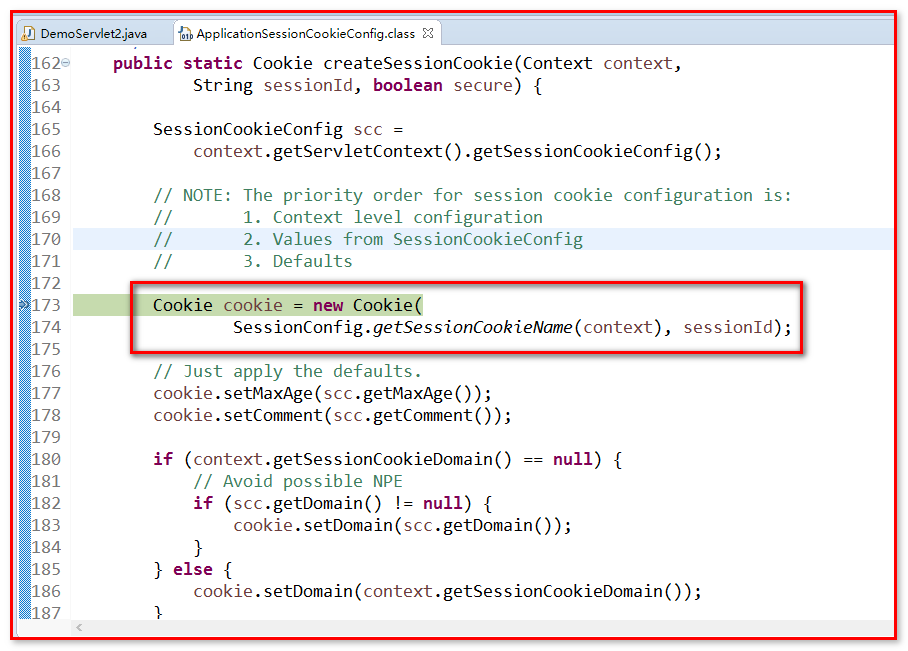 DemoServlet2.java ApplicationSessionCookieConfig.class
162 public static Cookie createSessionCookie(Context context,
163 String sessionId, boolean secure) {
164
165 SessionCookieConfig scc =
166 context.getServletContext().getSessionCookieConfig();
167
168 // NOTE: The priority order for session cookie configuration is:
169 // 1. Context level configuration
170 // 2. Values from SessionCookieConfig
171 // 3. Defaults
172
173 Cookie cookie = new Cookie(
174 SessionConfig.getSessionCookieName(context), sessionId);
175
176 // Just apply the defaults.
177 cookie.setMaxAge(scc.getMaxAge());
178 cookie.setComment(scc.getComment());
179
180 if (context.getSessionCookieDomain() == null) {
181 // Avoid possible NPE
182 if (scc.getDomain() != null) {
183 cookie.setDomain(scc.getDomain());
184 }
185 } else {
186 cookie.setDomain(context.getSessionCookieDomain());
187 }